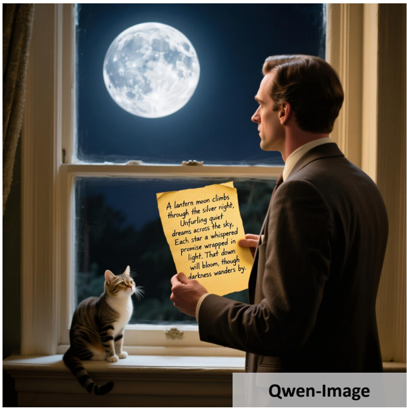 A lantern moon climbs
through the silver night,
Unfurling quiet
dreams across the sky,
Each star a whispered
promise wrapped in
light, That dawn
will bloom, though
darkness wanders by.
Qwen-Image